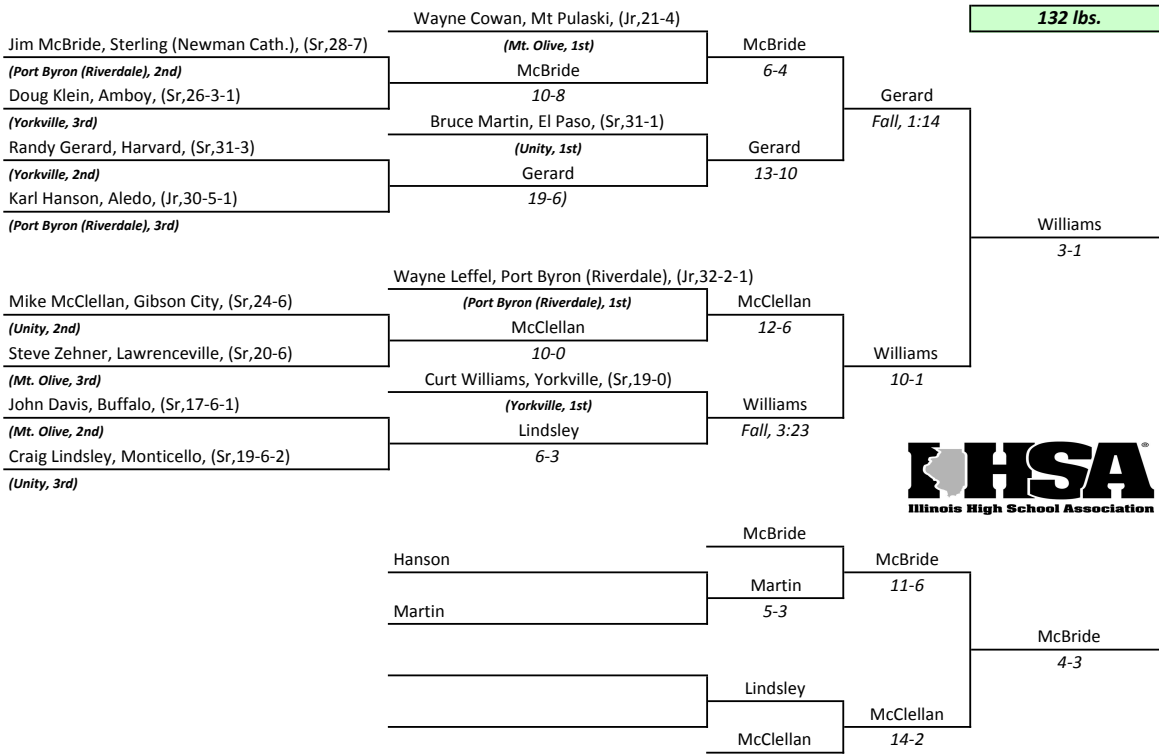 132 lbs.
Wayne Cowan, Mt Pulaski, (Jr,21-4)
Jim McBride, Sterling (Newman Cath.), (Sr,28-7)
(Mt. Olive, 1st)
McBride
(Port Byron (Riverdale), 2nd)
McBride
6-4
Doug Klein, Amboy, (Sr,26-3-1)
10-8
Gerard
(Yorkville, 3rd)
Bruce Martin, El Paso, (Sr,31-1)
Fall, 1:14
Randy Gerard, Harvard, (Sr,31-3)
(Unity, 1st)
Gerard
(Yorkville, 2nd)
Gerard
13-10
Karl Hanson, Aledo, (Jr,30-5-1)
19-6)
(Port Byron (Riverdale), 3rd)
Williams
3-1
Wayne Leffel, Port Byron (Riverdale), (Jr,32-2-1)
Mike McClellan, Gibson City, (Sr,24-6)
(Port Byron (Riverdale), 1st)
McClellan
(Unity, 2nd)
McClellan
12-6
Steve Zehner, Lawrenceville, (Sr,20-6)
10-0
Williams
(Mt. Olive, 3rd)
Curt Williams, Yorkville, (Sr,19-0)
10-1
John Davis, Buffalo, (Sr,17-6-1)
(Yorkville, 1st)
Williams
(Mt. Olive, 2nd)
Lindsley
Fall, 3:23
Craig Lindsley, Monticello, (Sr,19-6-2)
6-3
(Unity, 3rd)
IHSA®
Illinois High School Association
McBride
Hanson
McBride
Martin
11-6
Martin
5-3
McBride
4-3
Lindsley
McClellan
McClellan
14-2